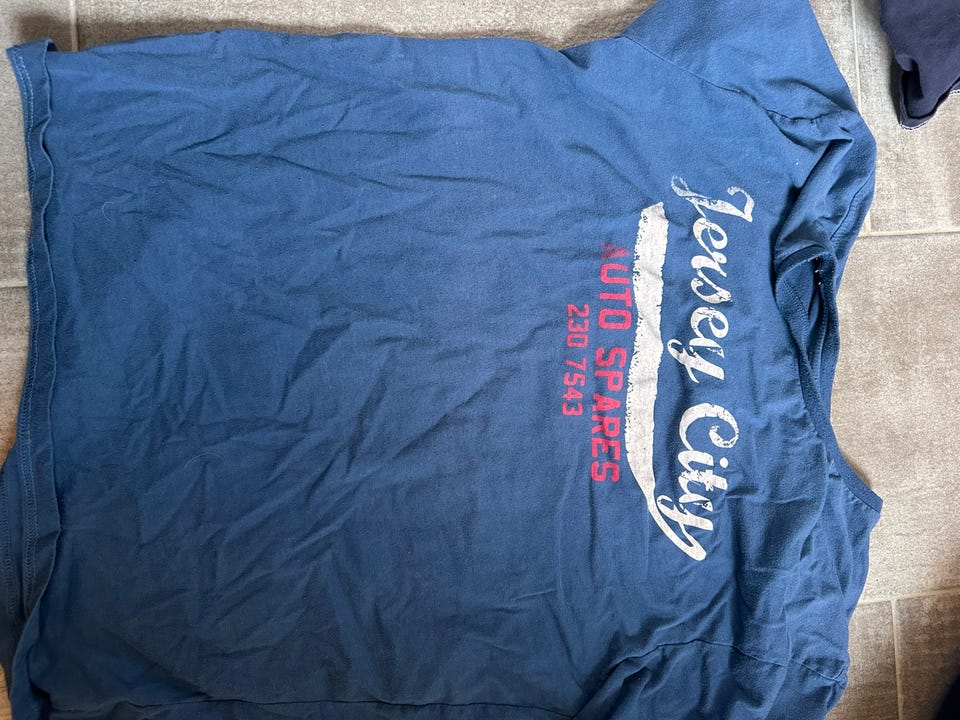 Jersey City
AUTO SPARES
230 7543